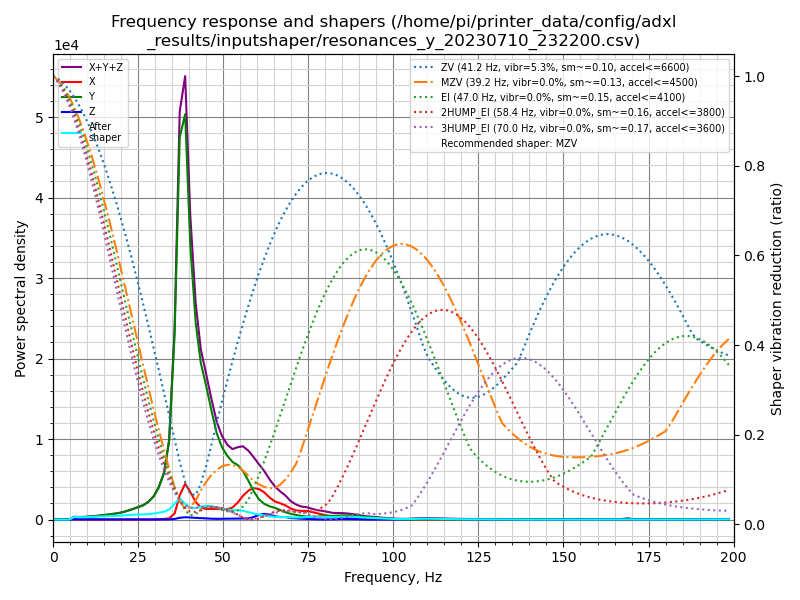 Frequency response and shapers (/home/pi/printer_data/config/adxl
_results/inputshaper/resonances_y_20230710_232200.csv)
1e4
X+Y+Z
X
Y
Z
After
shaper
ZV (41.2 Hz, vibr=5.3%, sm~=0.10, accel<=6600)
MZV (39.2 Hz, vibr=0.0%, sm~=0.13, accel<=4500)
EI (47.0 Hz, vibr=0.0%, sm~=0.15, accel<=4100)
2HUMP_EI (58.4 Hz, vibr=0.0%, sm~=0.16, accel<=3800)
3HUMP_EI (70.0 Hz, vibr=0.0%, sm~=0.17, accel<=3600)
Recommended shaper: MZV
Power spectral density
5
4
3
2
1
0
1.0
0.8
0.6
0.4
0.2
0.0
Shaper vibration reduction (ratio)
0 25 50 75 100 125 150 175 200
Frequency, Hz